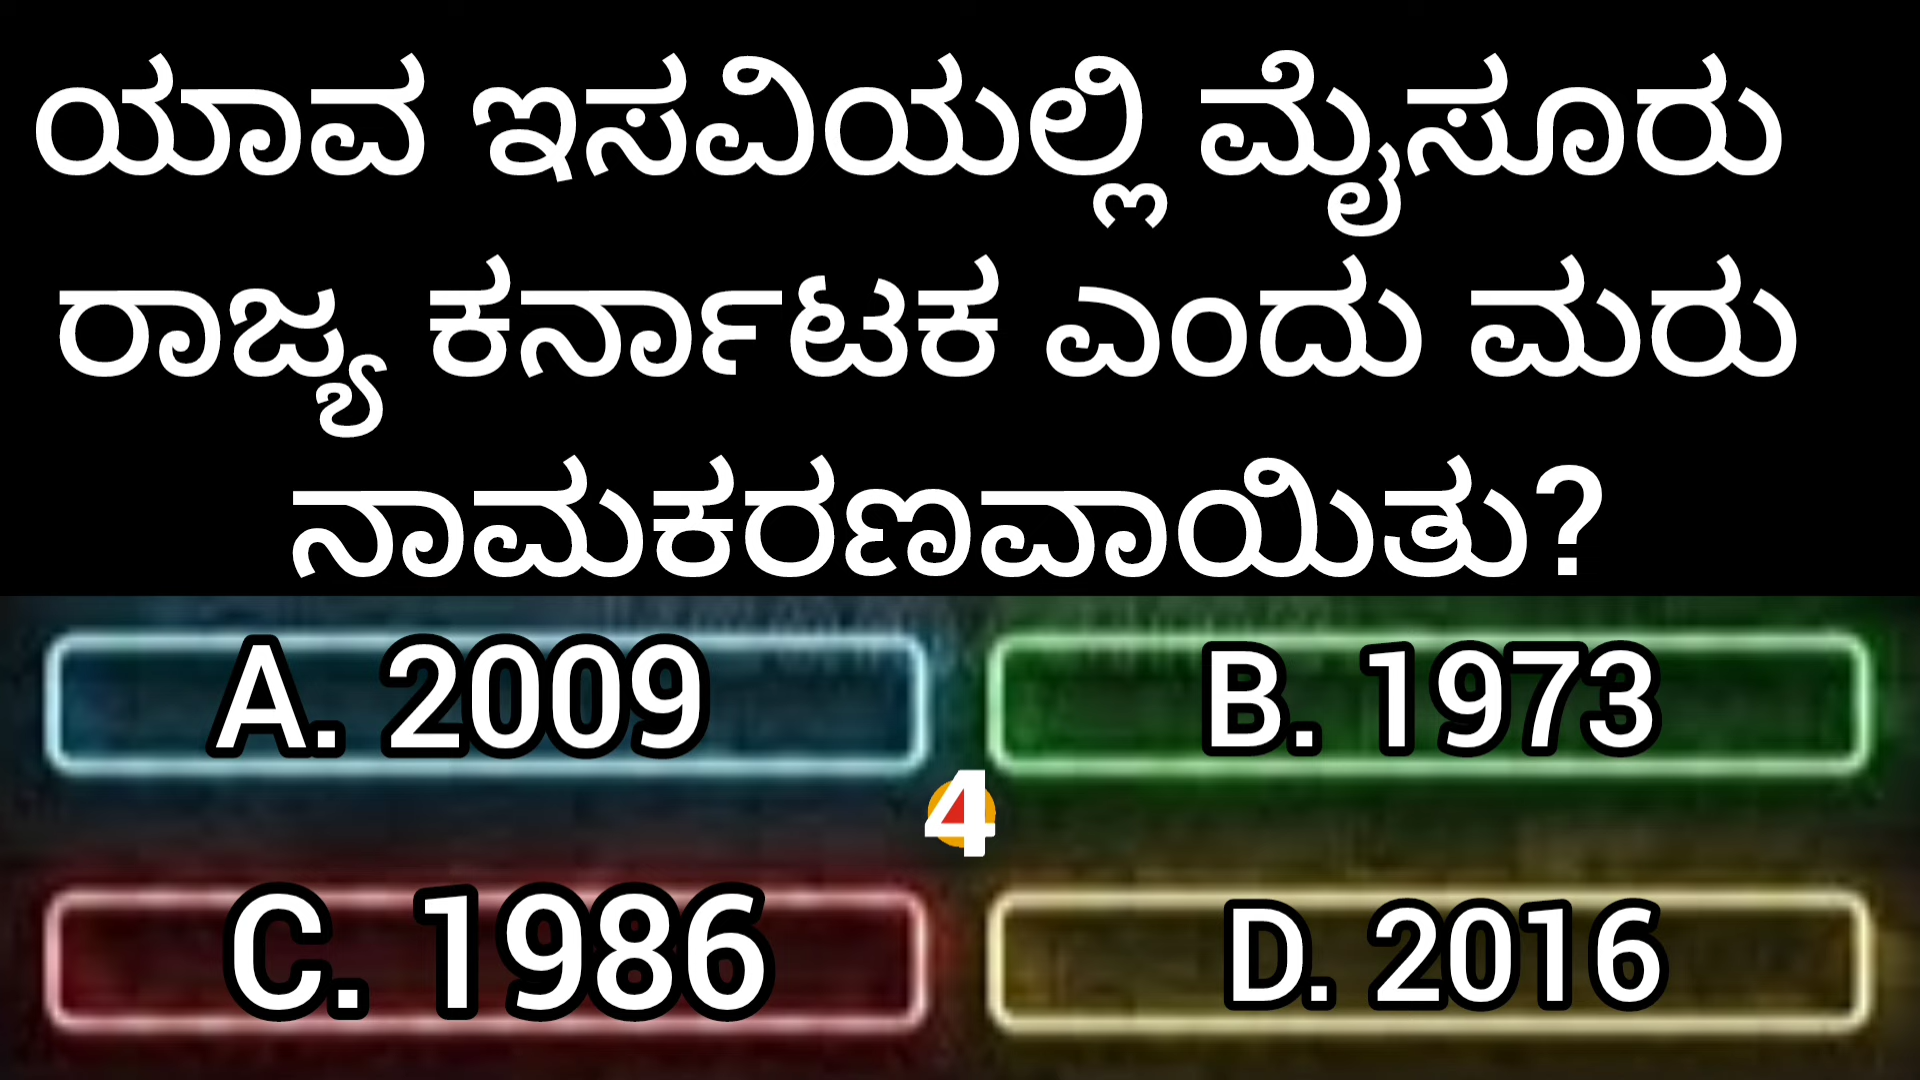 ಯಾವ ಇಸವಿಯಲ್ಲಿ ಮೈಸೂರು
ರಾಜ್ಯ ಕರ್ನಾಟಕ ಎಂದು ಮರು
ನಾಮಕರಣವಾಯಿತು?
A. 2009
B. 1973
4
C. 1986
D. 2016